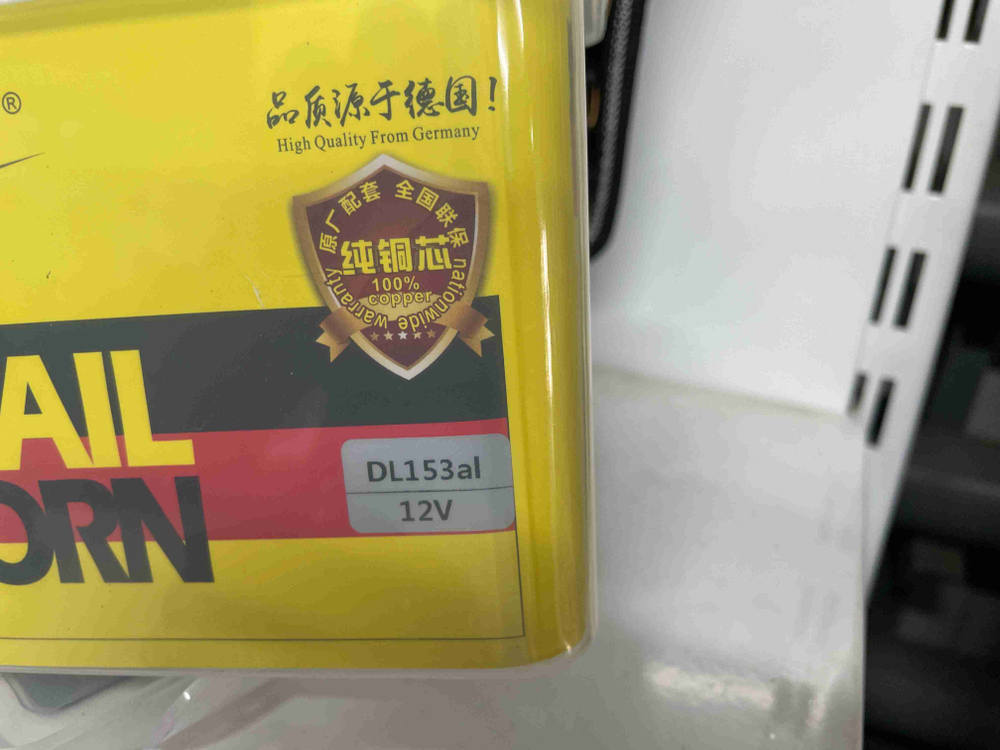 ®
品质源于德国!
High Quality From Germany
原厂配套 全国联保
纯铜芯
100%
copper
nationwide warranty
AIL
ORN
DL153al
12V